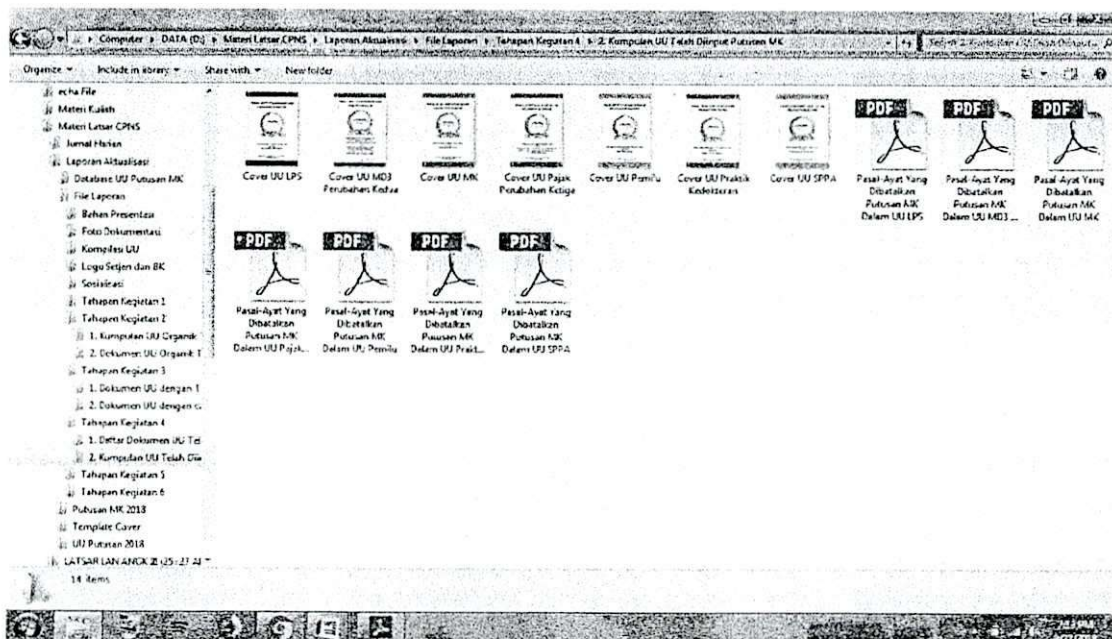 Computer ▸ DATA (D:) ▸ Materi Latsar CPNS ▸ Laporan Aktualisasi ▸ File Laporan ▸ Tahapan Kegiatan 4 ▸ 2. Kumpulan UU Telah Diinput Putusan MK
Organize Include in library Share with New folder
echa File
Materi Kuliah
Materi Latsar CPNS
Jurnal Harian
Laporan Aktualisasi
Database UU Putusan MK
File Laporan
Bahan Presentasi
Foto Dokumentasi
Kompilasi UU
Logo Setjen dan BK
Sosialisasi
Tahapan Kegiatan 1
Tahapan Kegiatan 2
1. Kumpulan UU Organik
2. Dokumen UU Organik T
Tahapan Kegiatan 3
1. Dokumen UU dengan T
2. Dokumen UU dengan c
Tahapan Kegiatan 4
1. Daftar Dokumen UU Tel
2. Kumpulan UU Telah Dii
Tahapan Kegiatan 5
Tahapan Kegiatan 6
Putusan MK 2018
Template Cover
UU Putusan 2018
Cover UU LPS
Cover UU MD3
Perubahan Kedua
Cover UU MK
Cover UU Pajak
Perubahan Ketiga
Cover UU Pemilu
Cover UU Praktik
Kedokteran
Cover UU SPPA
PDF
Pasal-Ayat Yang
Dibatalkan
Putusan MK
Dalam UU LPS
PDF
Pasal-Ayat Yang
Dibatalkan
Putusan MK
Dalam UU MD3 ...
PDF
Pasal-Ayat Yang
Dibatalkan
Putusan MK
Dalam UU MK
PDF
Pasal-Ayat Yang
Dibatalkan
Putusan MK
Dalam UU Pajak...
PDF
Pasal-Ayat Yang
Dibatalkan
Putusan MK
Dalam UU Pemilu
PDF
Pasal-Ayat Yang
Dibatalkan
Putusan MK
Dalam UU Prakt...
PDF
Pasal-Ayat Yang
Dibatalkan
Putusan MK
Dalam UU SPPA
14 items